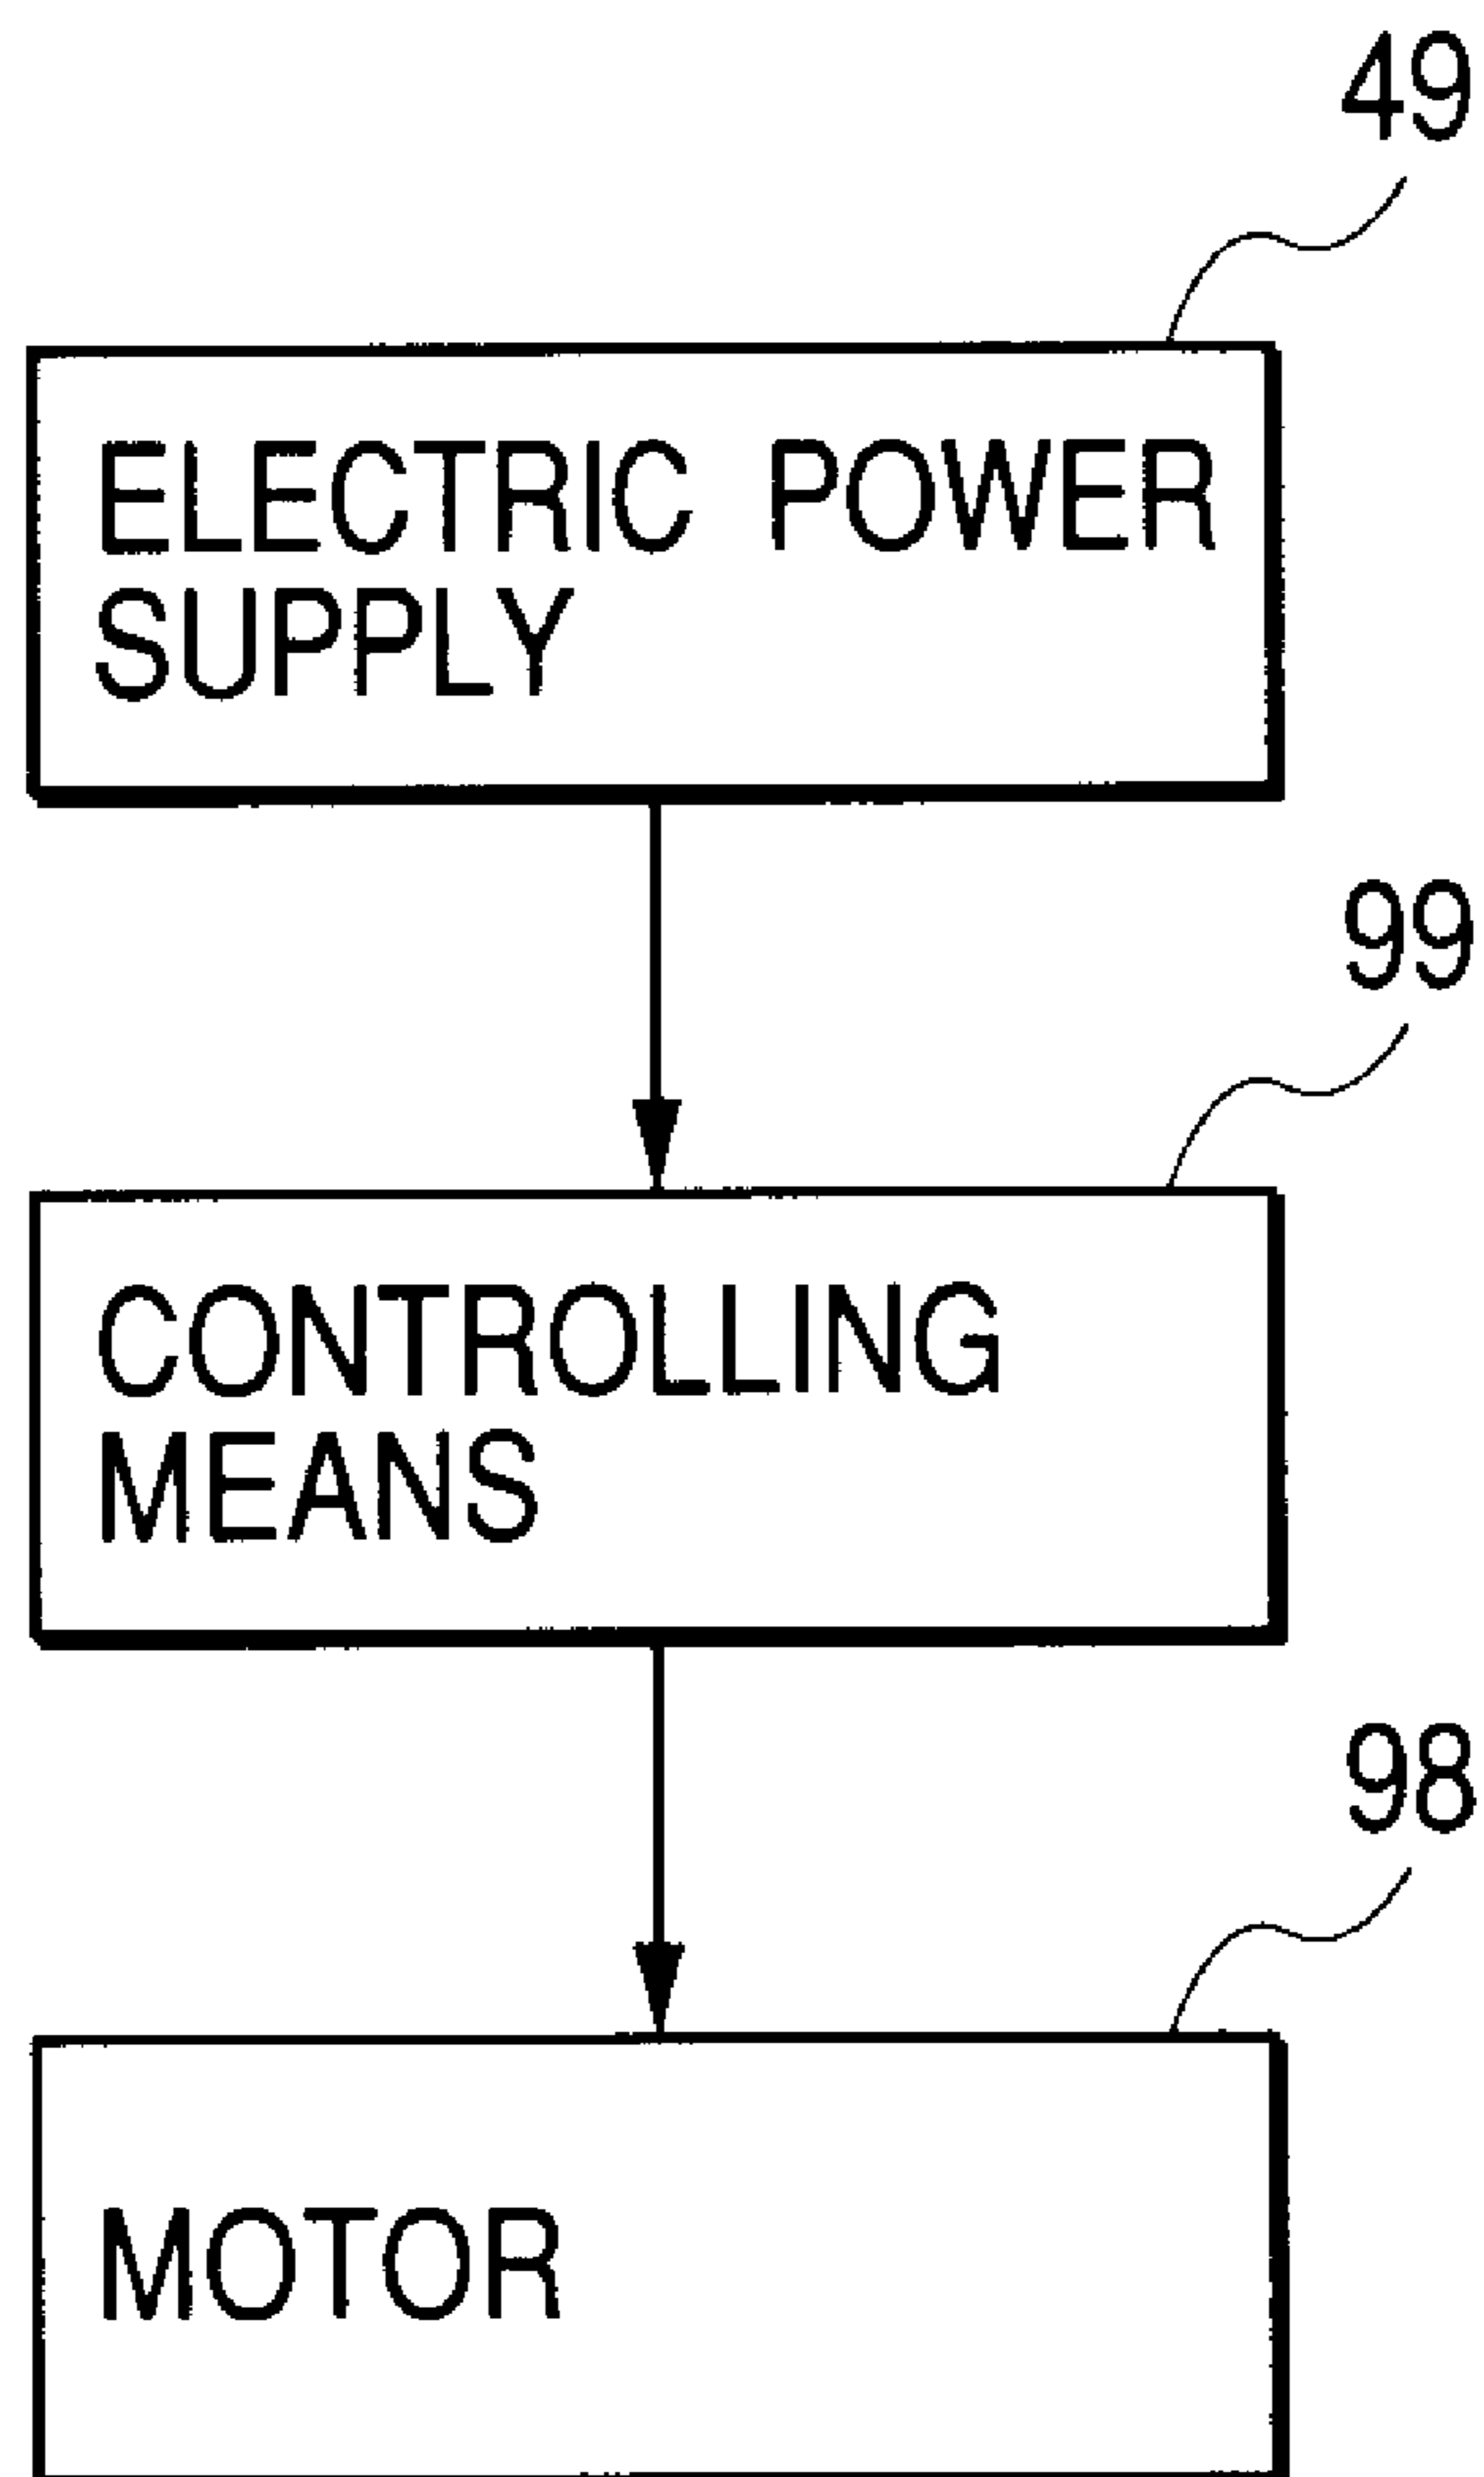 49
ELECTRIC POWER
SUPPLY
99
CONTROLLING
MEANS
98
MOTOR